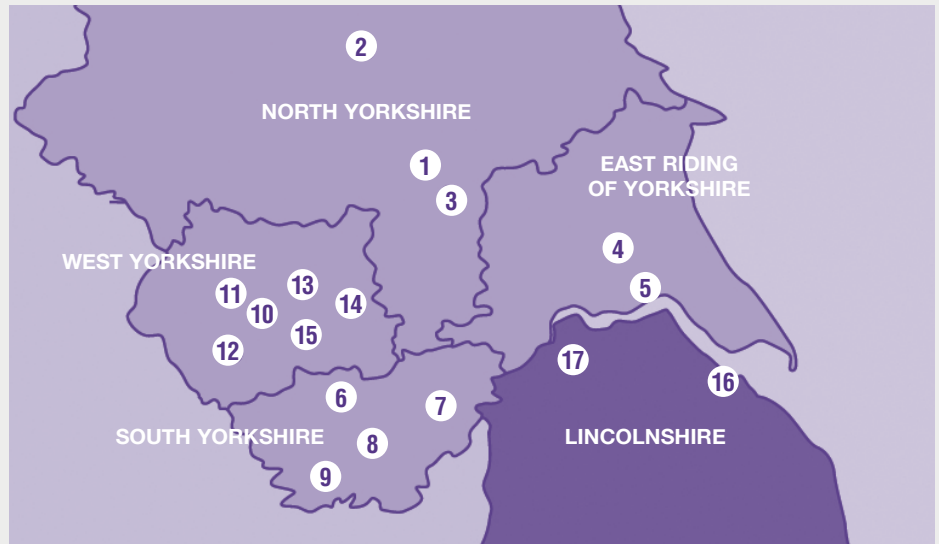 2
NORTH YORKSHIRE
1
3
EAST RIDING
OF YORKSHIRE
4
5
WEST YORKSHIRE
11
13
10
14
15
12
6
7
SOUTH YORKSHIRE
8
9
17
16
LINCOLNSHIRE